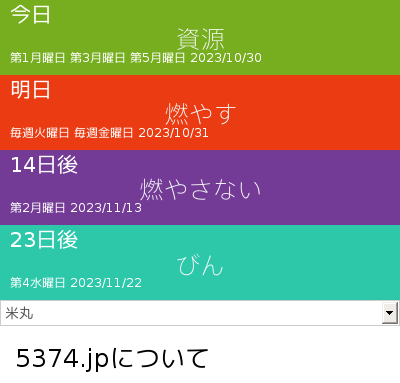 今日
資源
第1月曜日 第3月曜日 第5月曜日 2023/10/30
明日
燃やす
毎週火曜日 毎週金曜日 2023/10/31
14日後
燃やさない
第2月曜日 2023/11/13
23日後
びん
第4水曜日 2023/11/22
米丸
5374.jpについて